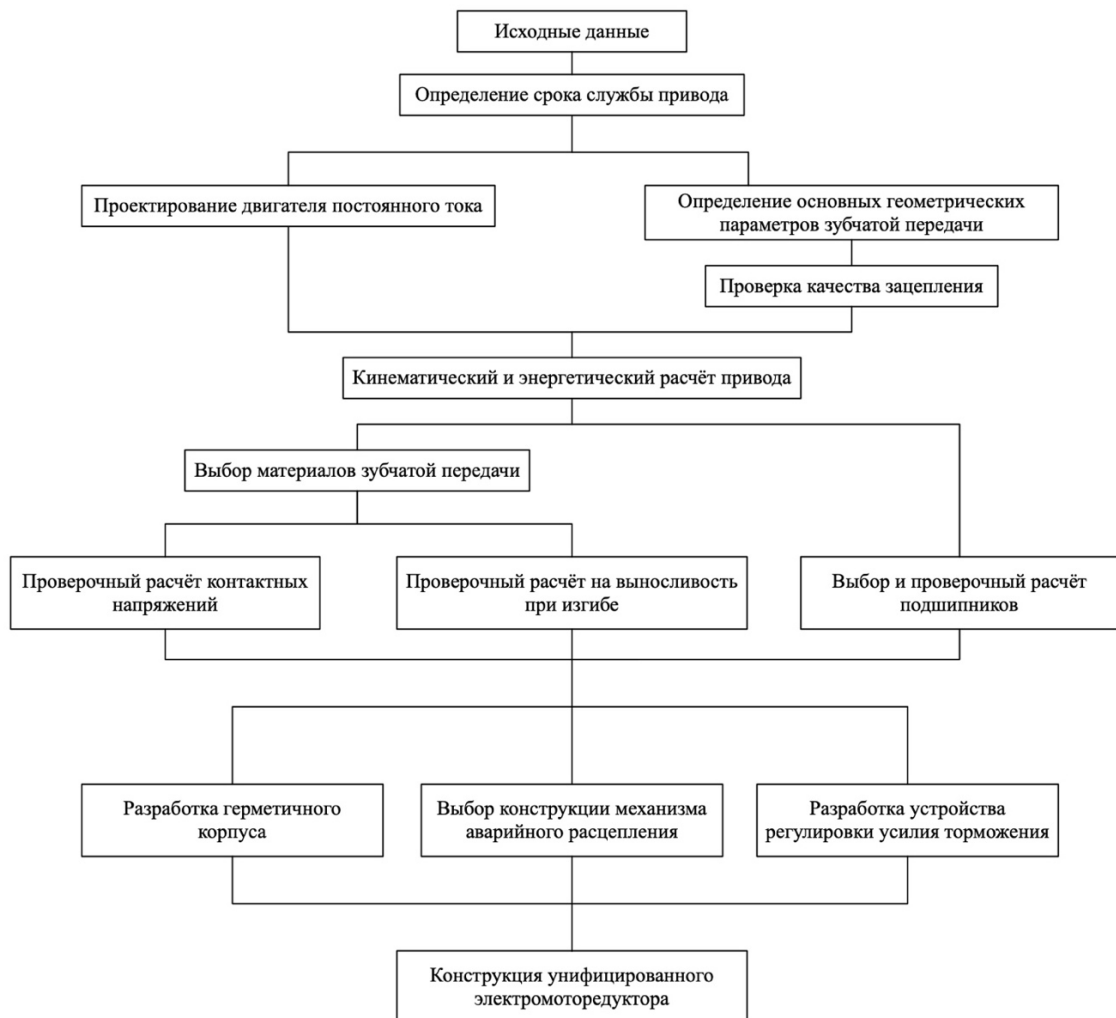 Исходные данные
Определение срока службы привода
Проектирование двигателя постоянного тока
Определение основных геометрических
параметров зубчатой передачи
Проверка качества зацепления
Кинематический и энергетический расчёт привода
Выбор материалов зубчатой передачи
Проверочный расчёт контактных
напряжений
Проверочный расчёт на выносливость
при изгибе
Выбор и проверочный расчёт
подшипников
Разработка герметичного
корпуса
Выбор конструкции механизма
аварийного расцепления
Разработка устройства
регулировки усилия торможения
Конструкция унифицированного
электромоторедуктора